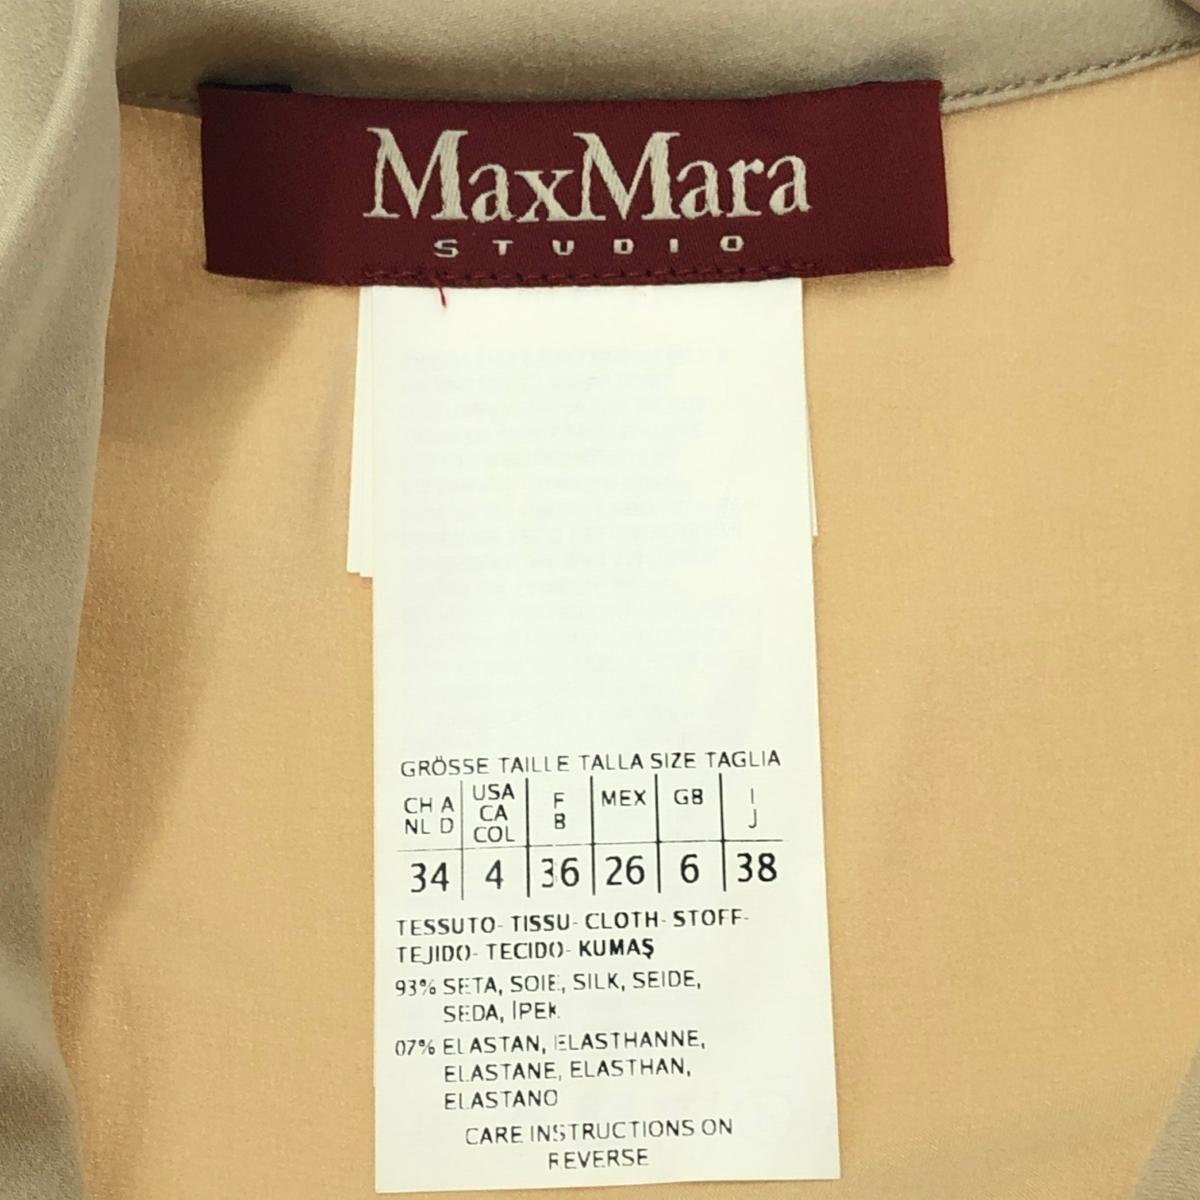 MaxMara
STUDIO
GRÖSSE TAILLE TALLA SIZE TAGLIA
CH A NL D | USA CA COL | F B | MEX | GB | I J
34 | 4 | 36 | 26 | 6 | 38
TESSUTO- TISSU- CLOTH- STOFF-
TEJIDO- TECIDO- KUMAŞ
93% SETA, SOIE, SILK, SEIDE,
SEDA, İPEK
07% ELASTAN, ELASTHANNE,
ELASTANE, ELASTHAN,
ELASTANO
CARE INSTRUCTIONS ON
REVERSE